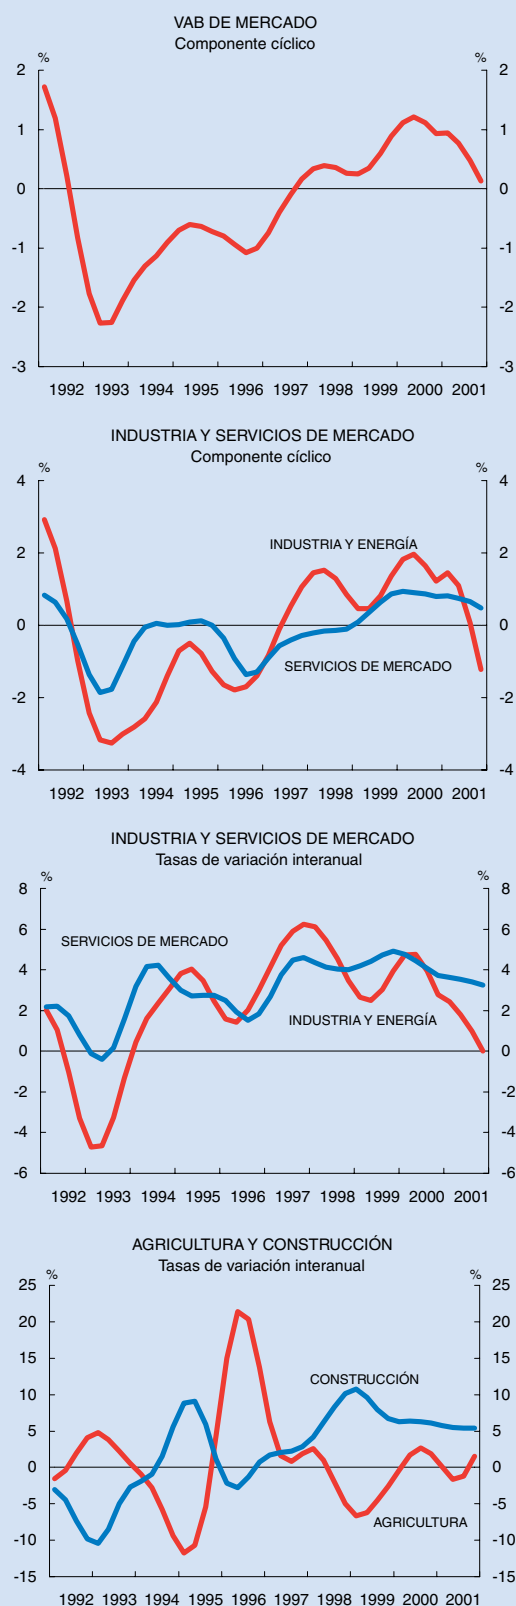 VAB DE MERCADO
Componente cíclico
% %
2 2
1 1
0 0
-1 -1
-2 -2
-3 -3
1992 1993 1994 1995 1996 1997 1998 1999 2000 2001
INDUSTRIA Y SERVICIOS DE MERCADO
Componente cíclico
% %
4 4
INDUSTRIA Y ENERGÍA
2 2
0 0
SERVICIOS DE MERCADO
-2 -2
-4 -4
1992 1993 1994 1995 1996 1997 1998 1999 2000 2001
INDUSTRIA Y SERVICIOS DE MERCADO
Tasas de variación interanual
% %
8 8
6 6
SERVICIOS DE MERCADO
4 4
2 2
INDUSTRIA Y ENERGÍA
0 0
-2 -2
-4 -4
-6 -6
1992 1993 1994 1995 1996 1997 1998 1999 2000 2001
AGRICULTURA Y CONSTRUCCIÓN
Tasas de variación interanual
% %
25 25
20 20
15 15
CONSTRUCCIÓN
10 10
5 5
0 0
-5 -5
AGRICULTURA
-10 -10
-15 -15
1992 1993 1994 1995 1996 1997 1998 1999 2000 2001